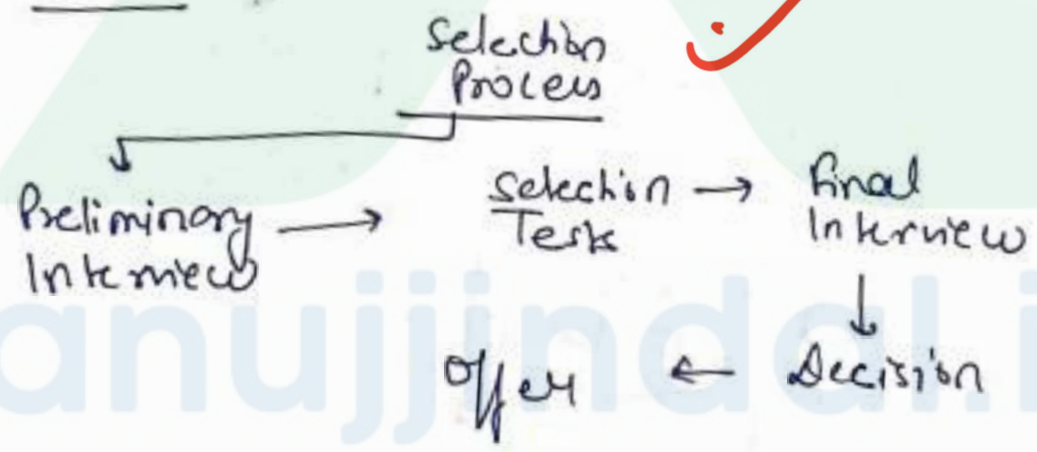 Selection
Process
Preliminary
Interview
→
Selection
Tests
→
Final
Interview
↓
Decision
←
Offer
anujjindal.i